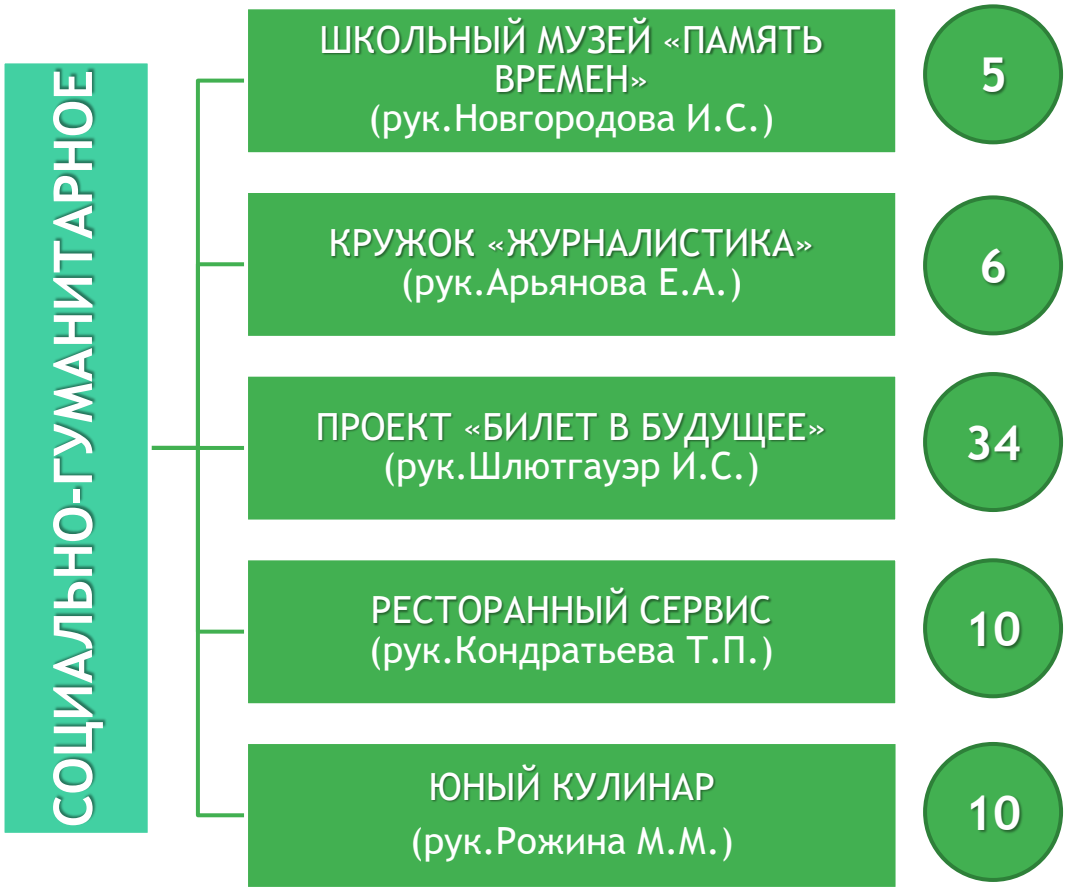 СОЦИАЛЬНО-ГУМАНИТАРНОЕ
ШКОЛЬНЫЙ МУЗЕЙ «ПАМЯТЬ
ВРЕМЕН»
(рук.Новгородова И.С.)
5
КРУЖОК «ЖУРНАЛИСТИКА»
(рук.Арьянова Е.А.)
6
ПРОЕКТ «БИЛЕТ В БУДУЩЕЕ»
(рук.Шлютгауэр И.С.)
34
РЕСТОРАННЫЙ СЕРВИС
(рук.Кондратьева Т.П.)
10
ЮНЫЙ КУЛИНАР
(рук.Рожина М.М.)
10